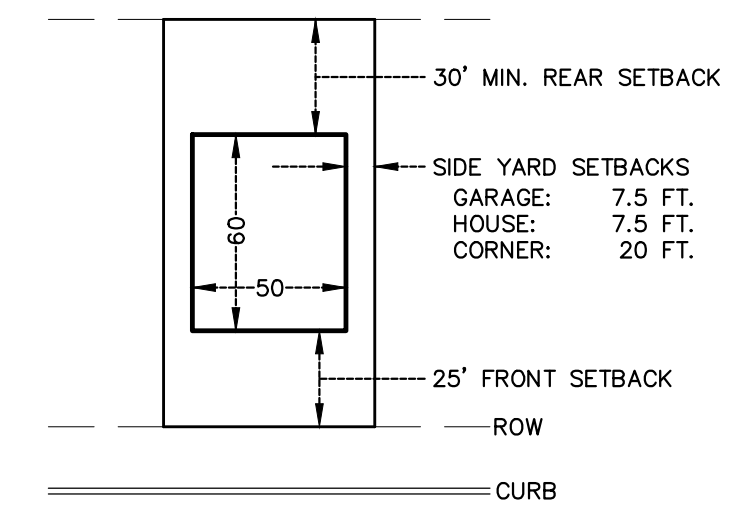 30' MIN. REAR SETBACK
SIDE YARD SETBACKS
GARAGE: 7.5 FT.
HOUSE: 7.5 FT.
CORNER: 20 FT.
60
50
25' FRONT SETBACK
ROW
CURB